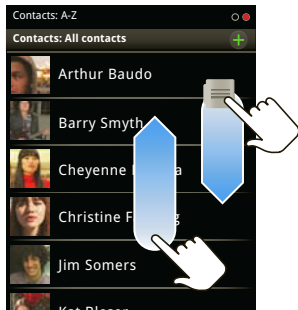 Contacts: A-Z
Contacts: All contacts
Arthur Baudo
Barry Smyth
Cheyenne
Christine
Jim Somers